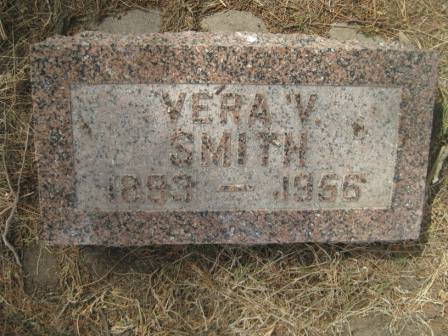 VERA V.
SMITH
1893 — 1956